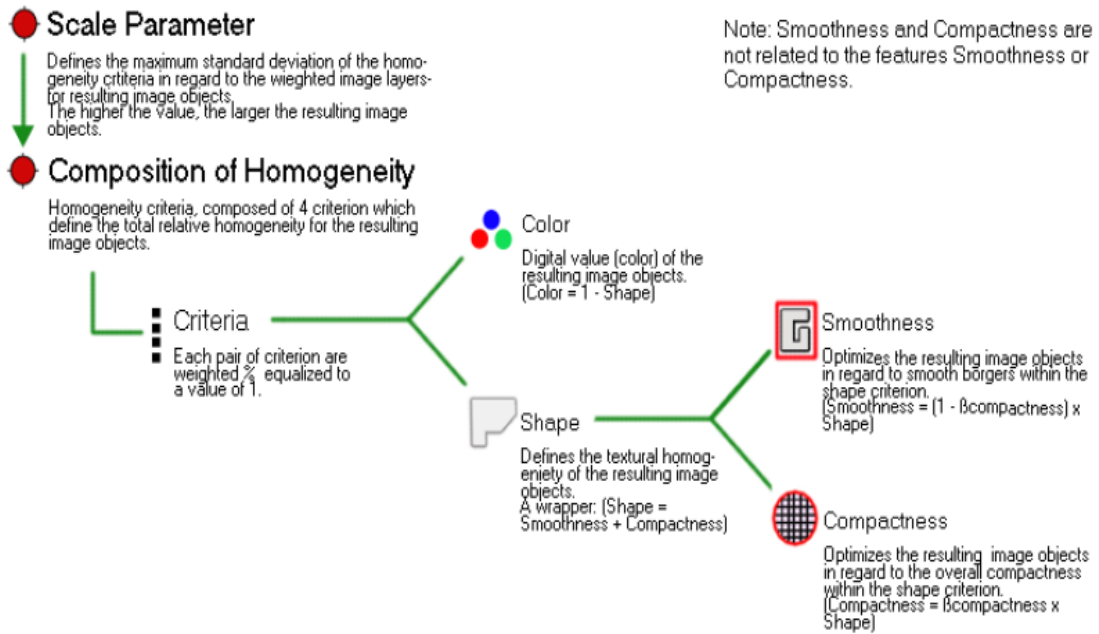 Scale Parameter
Defines the maximum standard deviation of the homo-
geneity crtiteria in regard to the wieghted image layers-
for resulting image objects.
The higher the value, the larger the resulting image
objects.
Note: Smoothness and Compactness are
not related to the features Smoothness or
Compactness.
Composition of Homogeneity
Homogeneity criteria, composed of 4 criterion which
define the total relative homogeneity for the resulting
image objects.
Criteria
Each pair of criterion are
weighted % equalized to
a value of 1.
Color
Digital value (color) of the
resulting image objects.
(Color = 1 - Shape)
Shape
Defines the textural homog-
eniety of the resulting image
objects.
A wrapper: (Shape =
Smoothness + Compactness)
Smoothness
Optimizes the resulting image objects
in regard to smooth borgers within the
shape criterion.
(Smoothness = (1 - ßcompactness) x
Shape)
Compactness
Optimizes the resulting image objects
in regard to the overall compactness
within the shape criterion.
(Compactness = ßcompactness x
Shape)